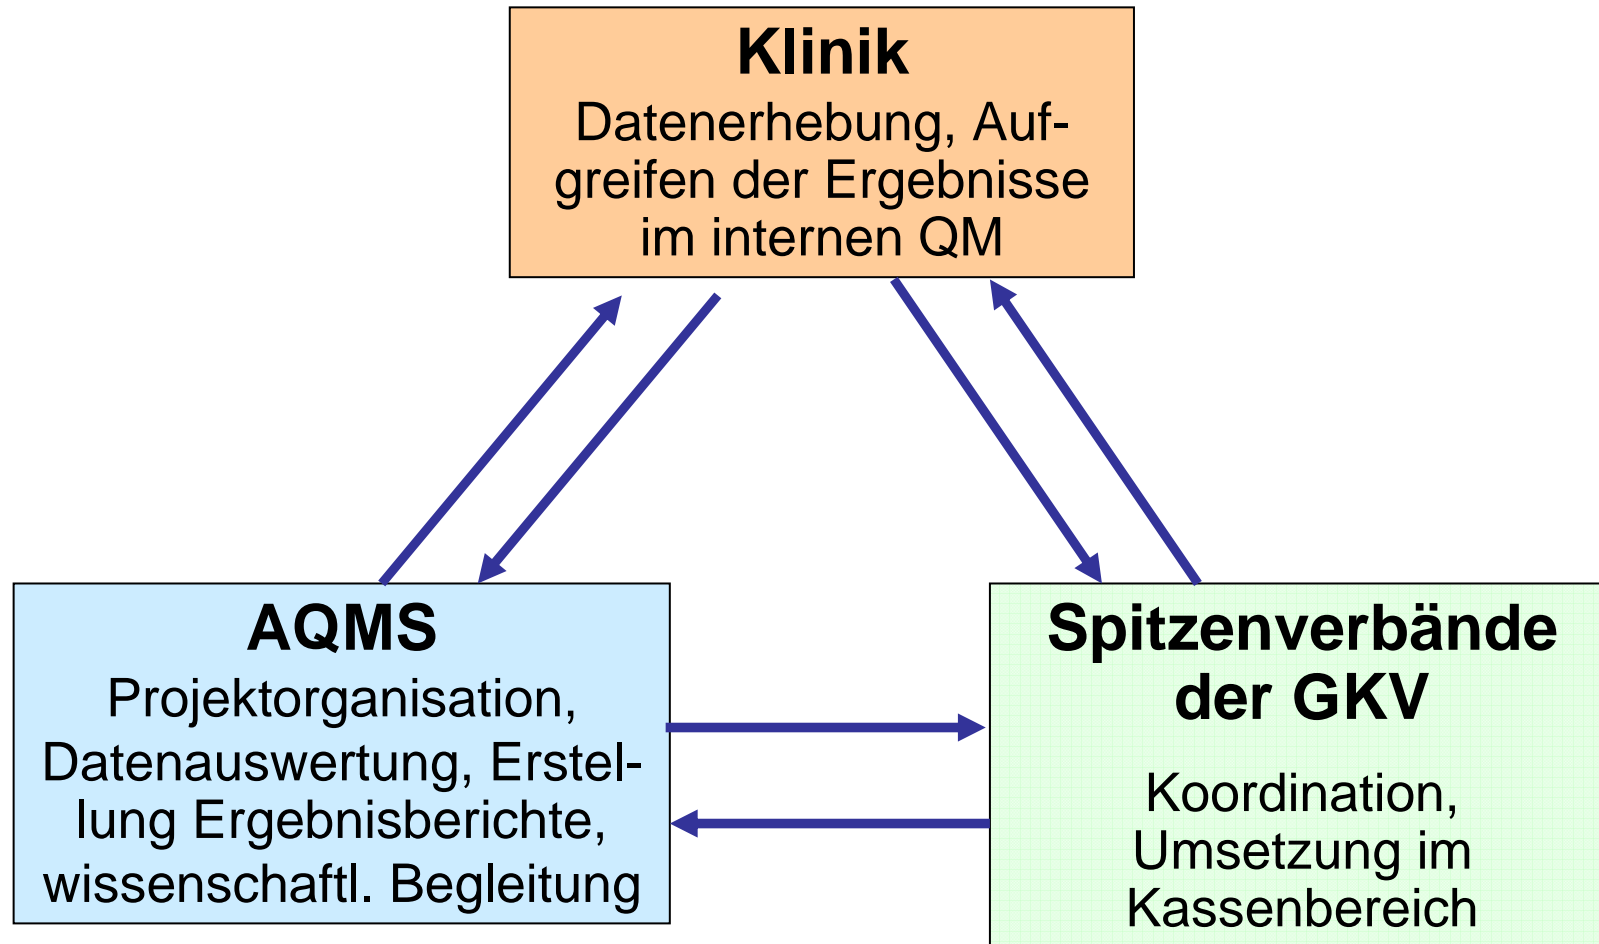 Klinik
Datenerhebung, Auf-
greifen der Ergebnisse
im internen QM
AQMS
Projektorganisation,
Datenauswertung, Erstel-
lung Ergebnisberichte,
wissenschaftl. Begleitung
Spitzenverbände
der GKV
Koordination,
Umsetzung im
Kassenbereich